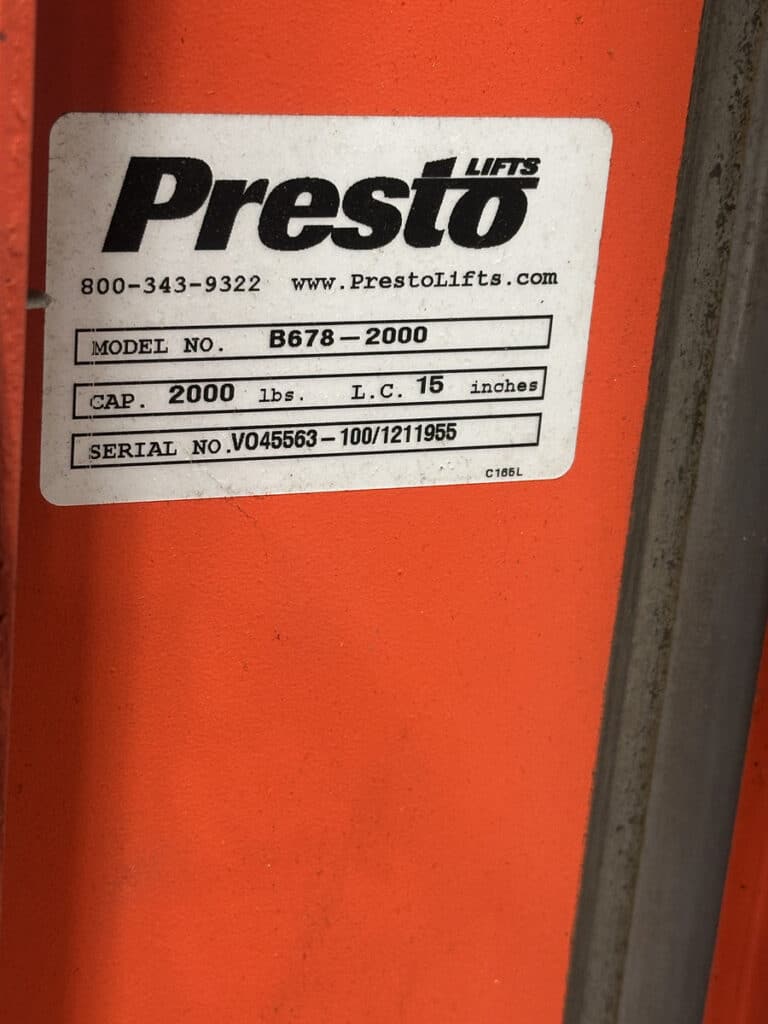 Presto LIFTS
800-343-9322 www.PrestoLifts.com
MODEL NO. B678-2000
CAP. 2000 lbs. L.C. 15 inches
SERIAL NO. VO45563-100/1211955
C165L